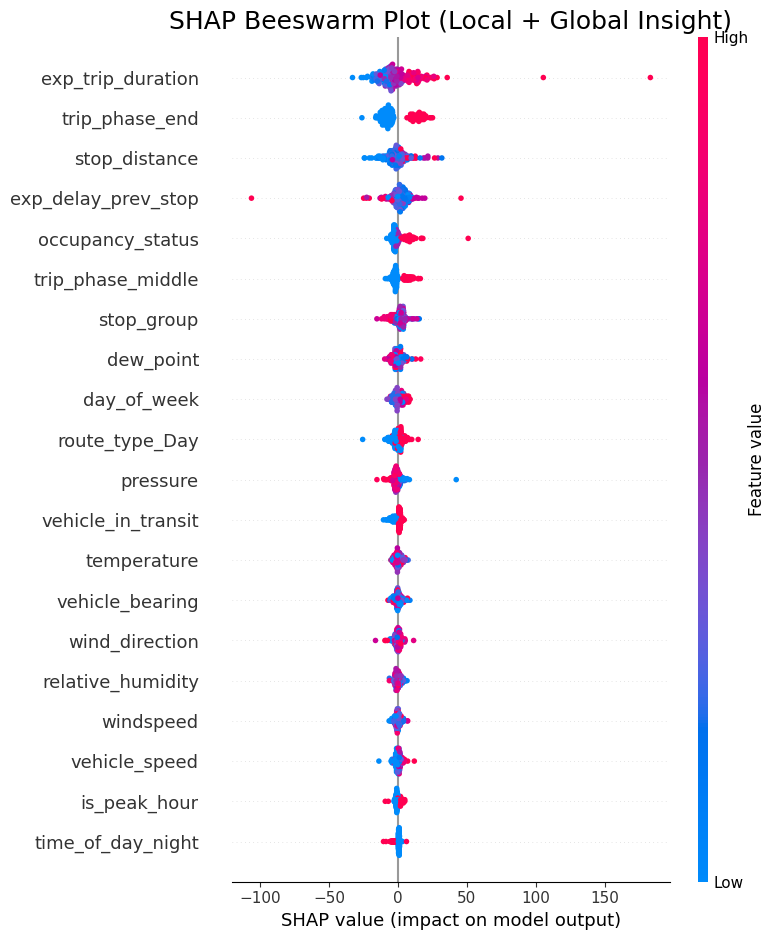 SHAP Beeswarm Plot (Local + Global Insight)
High
exp_trip_duration
trip_phase_end
stop_distance
exp_delay_prev_stop
occupancy_status
trip_phase_middle
stop_group
dew_point
day_of_week
route_type_Day
pressure
vehicle_in_transit
temperature
vehicle_bearing
wind_direction
relative_humidity
windspeed
vehicle_speed
is_peak_hour
time_of_day_night
Feature value
Low
−100 −50 0 50 100 150
SHAP value (impact on model output)